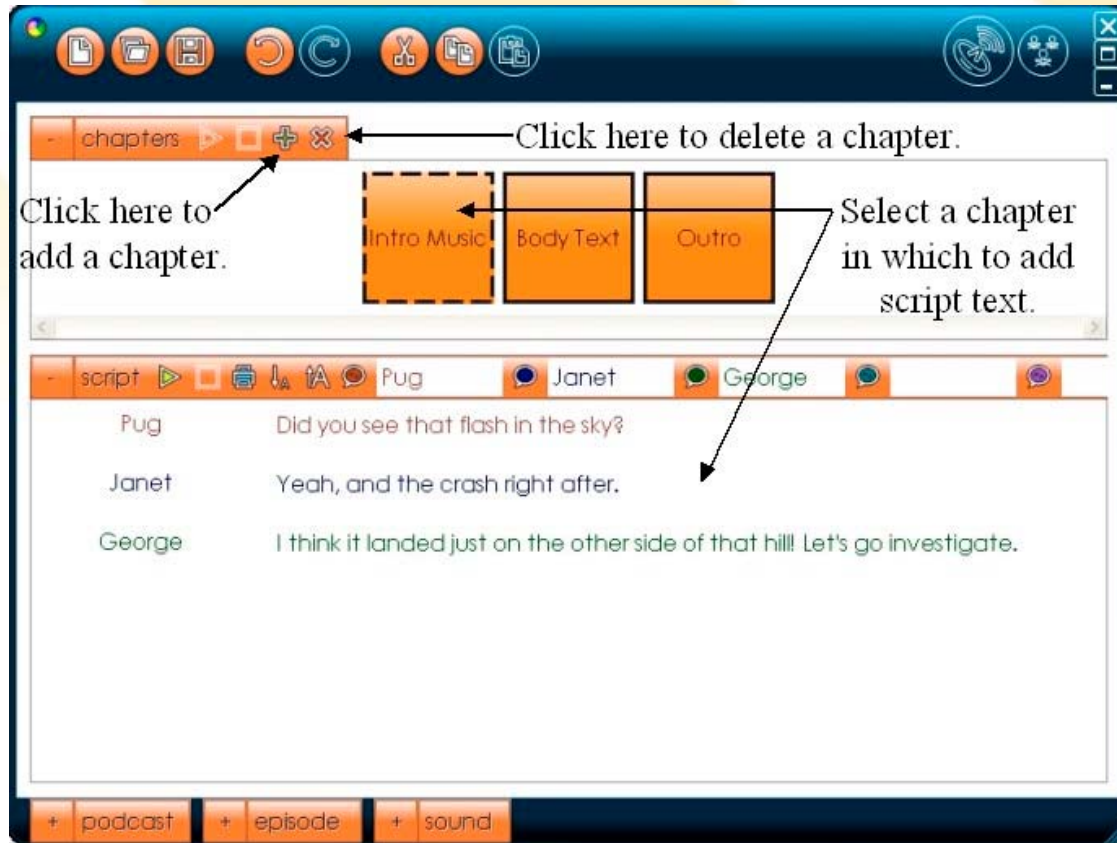 - chapters
Click here to delete a chapter.
Click here to
add a chapter.
Intro Music
Body Text
Outro
Select a chapter
in which to add
script text.
- script Pug Janet George
Pug Did you see that flash in the sky?
Janet Yeah, and the crash right after.
George I think it landed just on the other side of that hill! Let's go investigate.
+ podcast + episode + sound